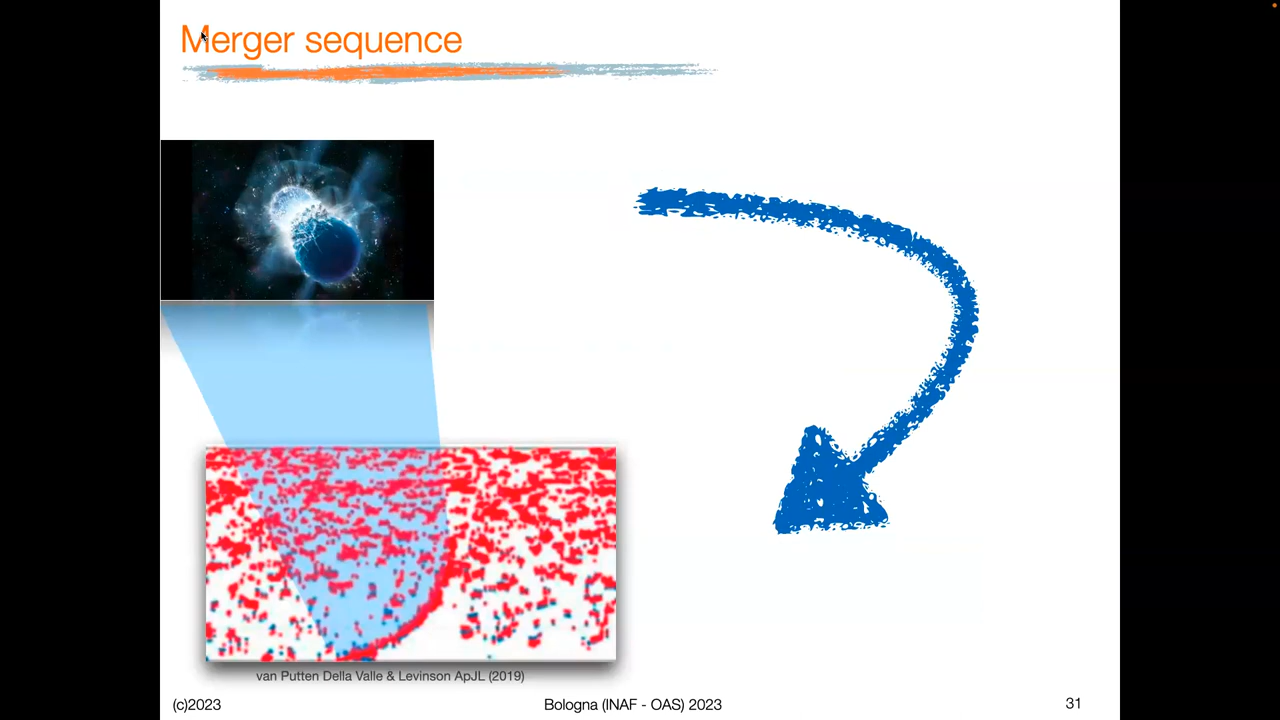 Merger sequence
van Putten Della Valle & Levinson ApJL (2019)
(c)2023
Bologna (INAF - OAS) 2023
31